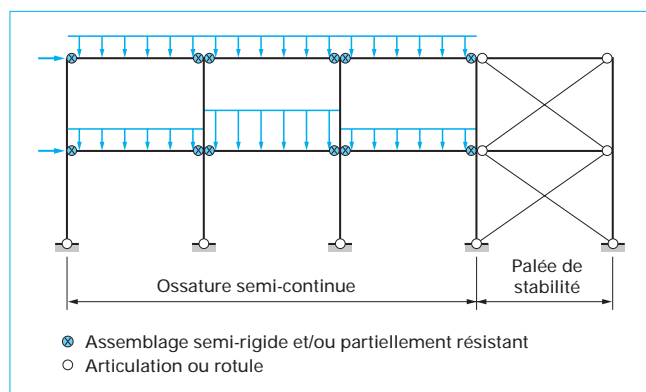 Ossature semi-continue
Palée de
stabilité
Assemblage semi-rigide et/ou partiellement résistant
Articulation ou rotule